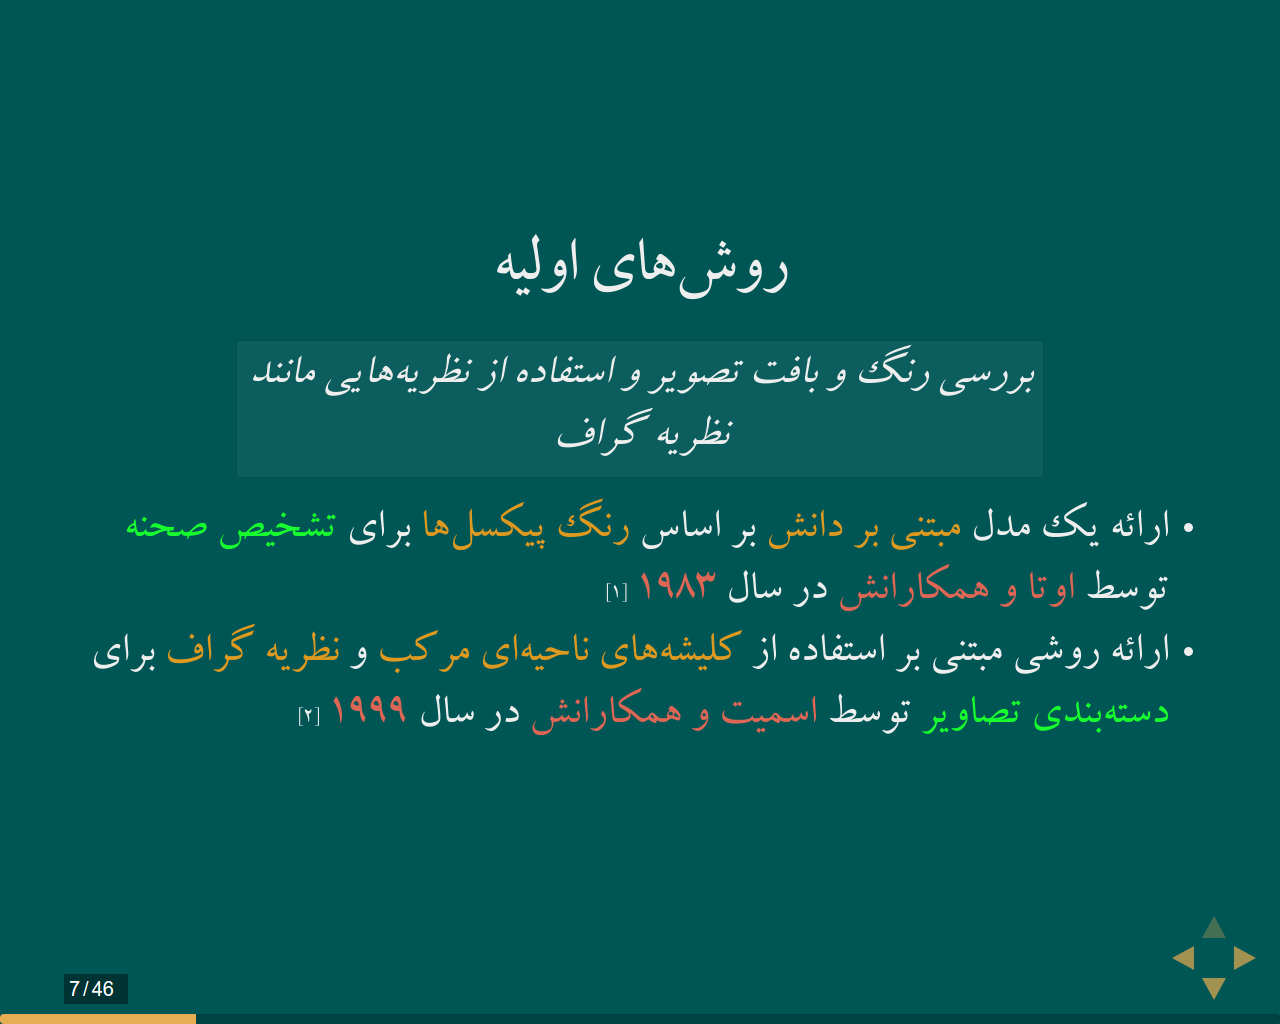 روش‌های اولیه
بررسی رنگ و بافت تصویر و استفاده از نظریه‌هایی مانند
نظریه گراف
• ارائه یک مدل مبتنی بر دانش بر اساس رنگ پیکسل‌ها برای تشخیص صحنه
توسط اوتا و همکارانش در سال ۱۹۸۳ [۱]
• ارائه روشی مبتنی بر استفاده از کلیشه‌های ناحیه‌ای مرکب و نظریه گراف برای
دسته‌بندی تصاویر توسط اسمیت و همکارانش در سال ۱۹۹۹ [۲]
7/46